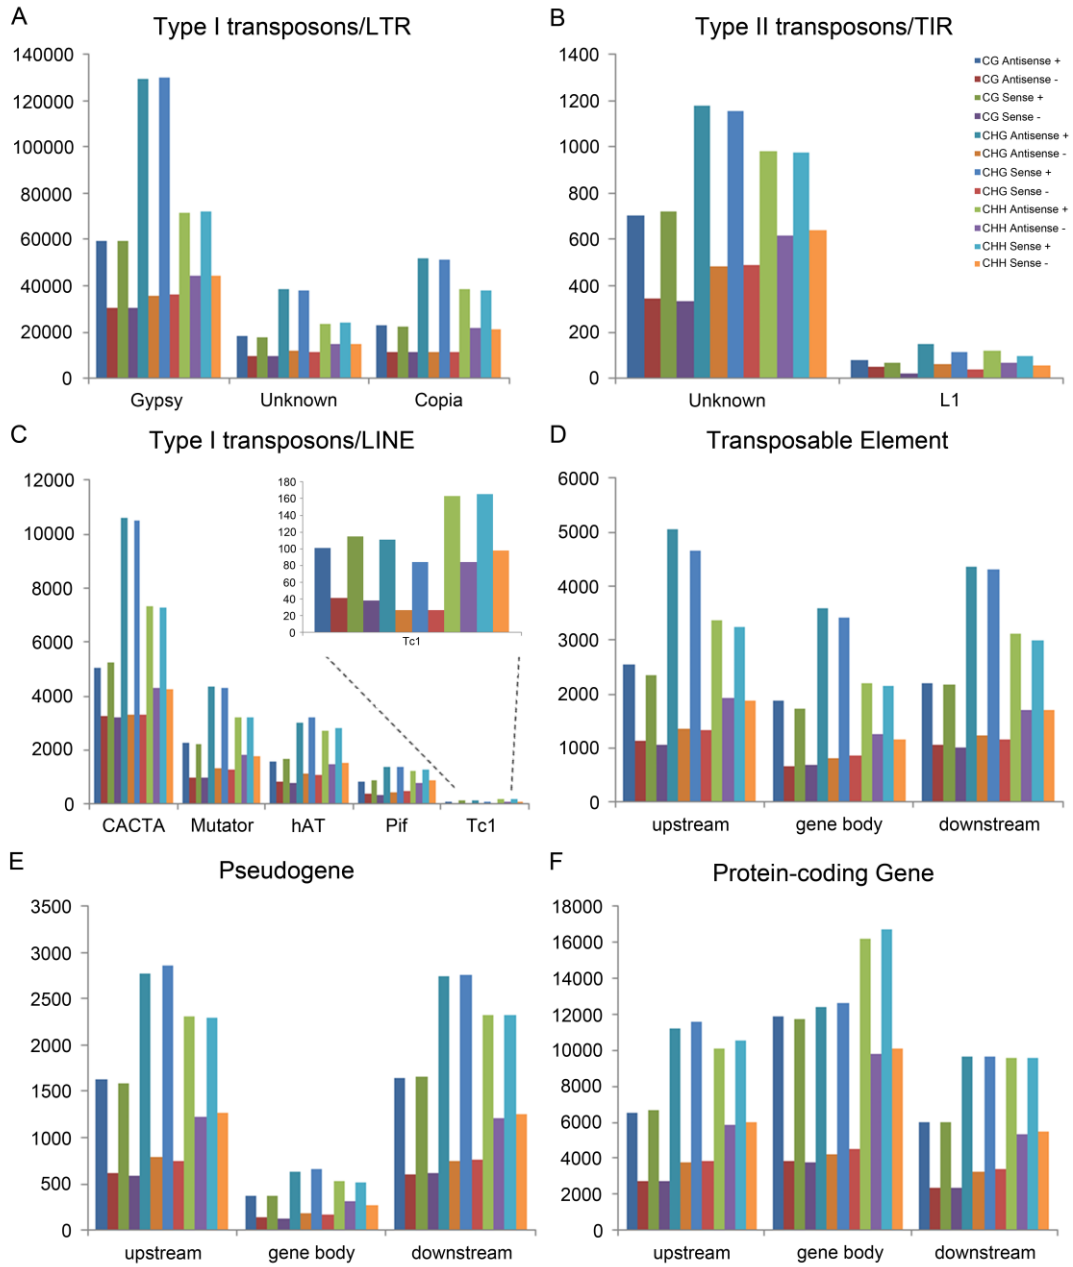 A
Type I transposons/LTR
140000
120000
100000
80000
60000
40000
20000
0
Gypsy Unknown Copia
B
Type II transposons/TIR
1400
1200
1000
800
600
400
200
0
Unknown L1
CG Antisense +
CG Antisense -
CG Sense +
CG Sense -
CHG Antisense +
CHG Antisense -
CHG Sense +
CHG Sense -
CHH Antisense +
CHH Antisense -
CHH Sense +
CHH Sense -
C
Type I transposons/LINE
12000
10000
8000
6000
4000
2000
0
CACTA Mutator hAT Pif Tc1
180
160
140
120
100
80
60
40
20
0
Tc1
D
Transposable Element
6000
5000
4000
3000
2000
1000
0
upstream gene body downstream
E
Pseudogene
3500
3000
2500
2000
1500
1000
500
0
upstream gene body downstream
F
Protein-coding Gene
18000
16000
14000
12000
10000
8000
6000
4000
2000
0
upstream gene body downstream